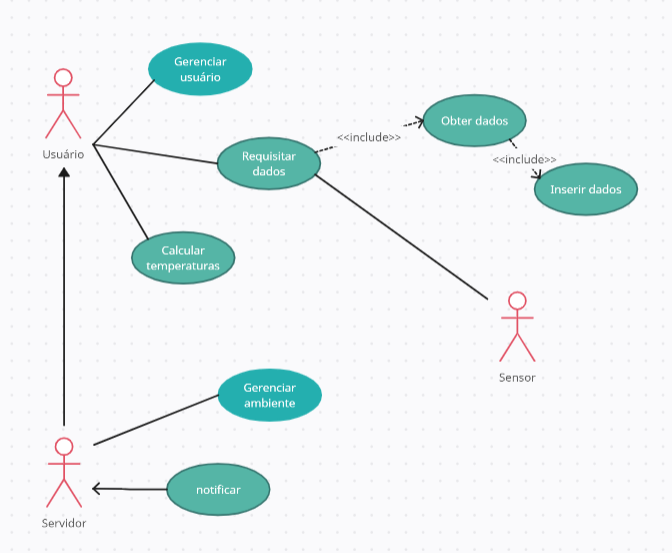 Gerenciar
usuário
Usuário
Requisitar
dados
<<include>>
Obter dados
<<include>>
Inserir dados
Calcular
temperaturas
Sensor
Gerenciar
ambiente
notificar
Servidor